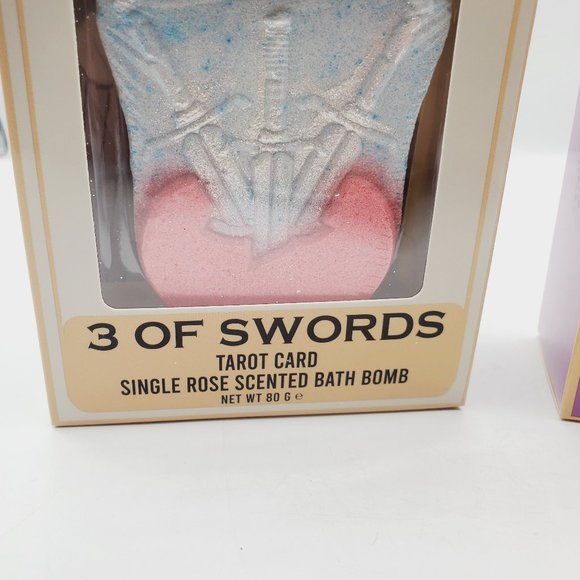 3 OF SWORDS
TAROT CARD
SINGLE ROSE SCENTED BATH BOMB
NET WT 80 G ℮